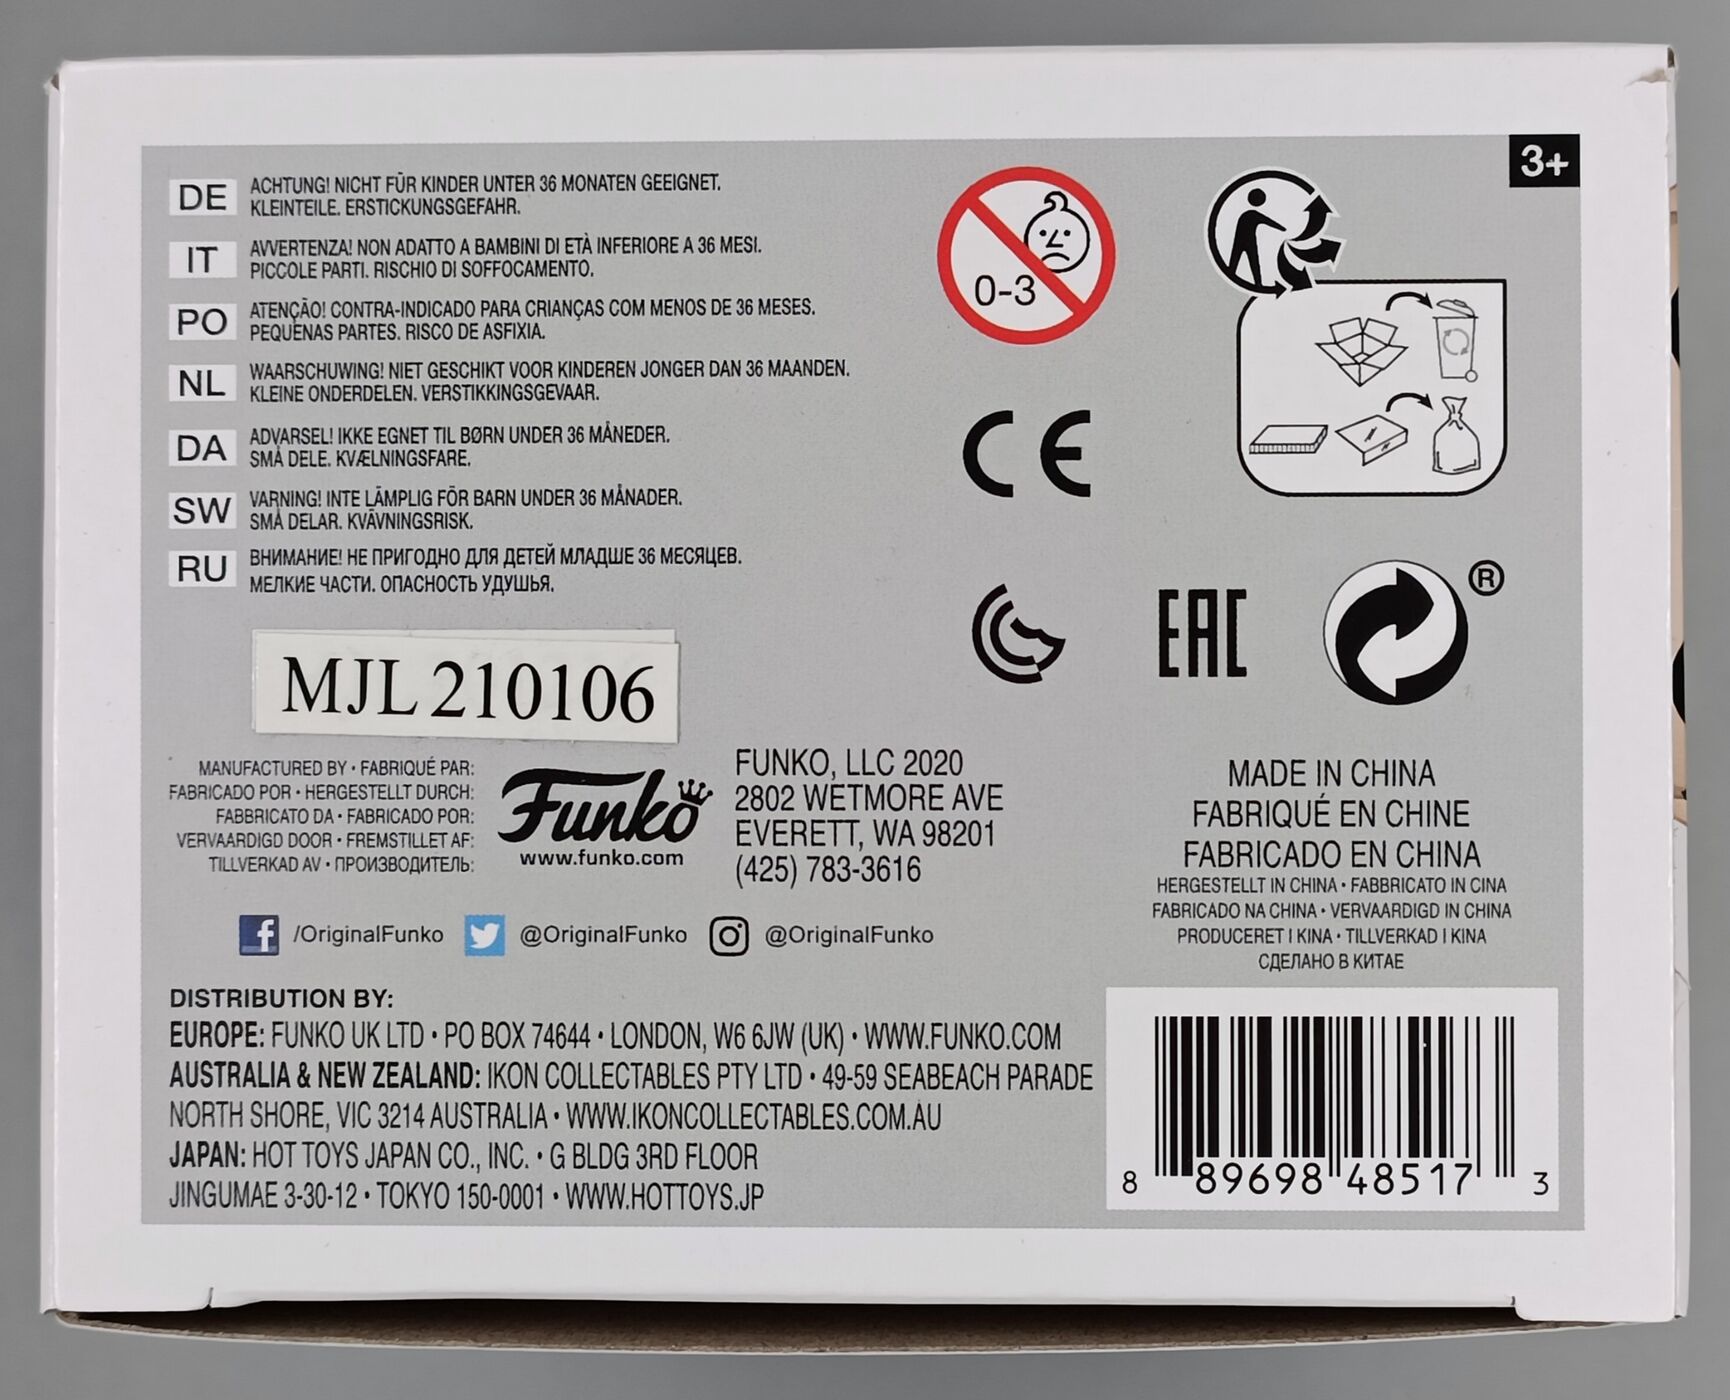 3+
DE
ACHTUNG! NICHT FÜR KINDER UNTER 36 MONATEN GEEIGNET.
KLEINTEILE. ERSTICKUNGSGEFAHR.
IT
AVVERTENZA! NON ADATTO A BAMBINI DI ETÀ INFERIORE A 36 MESI.
PICCOLE PARTI. RISCHIO DI SOFFOCAMENTO.
PO
ATENÇÃO! CONTRA-INDICADO PARA CRIANÇAS COM MENOS DE 36 MESES.
PEQUENAS PARTES. RISCO DE ASFIXIA.
NL
WAARSCHUWING! NIET GESCHIKT VOOR KINDEREN JONGER DAN 36 MAANDEN.
KLEINE ONDERDELEN. VERSTIKKINGSGEVAAR.
DA
ADVARSEL! IKKE EGNET TIL BØRN UNDER 36 MÅNEDER.
SMÅ DELE. KVÆLNINGSFARE.
SW
VARNING! INTE LÄMPLIG FÖR BARN UNDER 36 MÅNADER.
SMÅ DELAR. KVÄVNINGSRISK.
RU
ВНИМАНИЕ! НЕ ПРИГОДНО ДЛЯ ДЕТЕЙ МЛАДШЕ 36 МЕСЯЦЕВ.
МЕЛКИЕ ЧАСТИ. ОПАСНОСТЬ УДУШЬЯ.
0-3
CE
EAC
®
MJL 210106
MANUFACTURED BY • FABRIQUÉ PAR:
FABRICADO POR • HERGESTELLT DURCH:
FABBRICATO DA • FABRICADO POR:
VERVAARDIGD DOOR • FREMSTILLET AF:
TILLVERKAD AV • ПРОИЗВОДИТЕЛЬ:
Funko
www.funko.com
FUNKO, LLC 2020
2802 WETMORE AVE
EVERETT, WA 98201
(425) 783-3616
MADE IN CHINA
FABRIQUÉ EN CHINE
FABRICADO EN CHINA
HERGESTELLT IN CHINA • FABBRICATO IN CINA
FABRICADO NA CHINA • VERVAARDIGD IN CHINA
PRODUCERET I KINA • TILLVERKAD I KINA
СДЕЛАНО В КИТАЕ
f /OriginalFunko @OriginalFunko @OriginalFunko
DISTRIBUTION BY:
EUROPE: FUNKO UK LTD • PO BOX 74644 • LONDON, W6 6JW (UK) • WWW.FUNKO.COM
AUSTRALIA & NEW ZEALAND: IKON COLLECTABLES PTY LTD • 49-59 SEABEACH PARADE
NORTH SHORE, VIC 3214 AUSTRALIA • WWW.IKONCOLLECTABLES.COM.AU
JAPAN: HOT TOYS JAPAN CO., INC. • G BLDG 3RD FLOOR
JINGUMAE 3-30-12 • TOKYO 150-0001 • WWW.HOTTOYS.JP
8 89698 48517 3